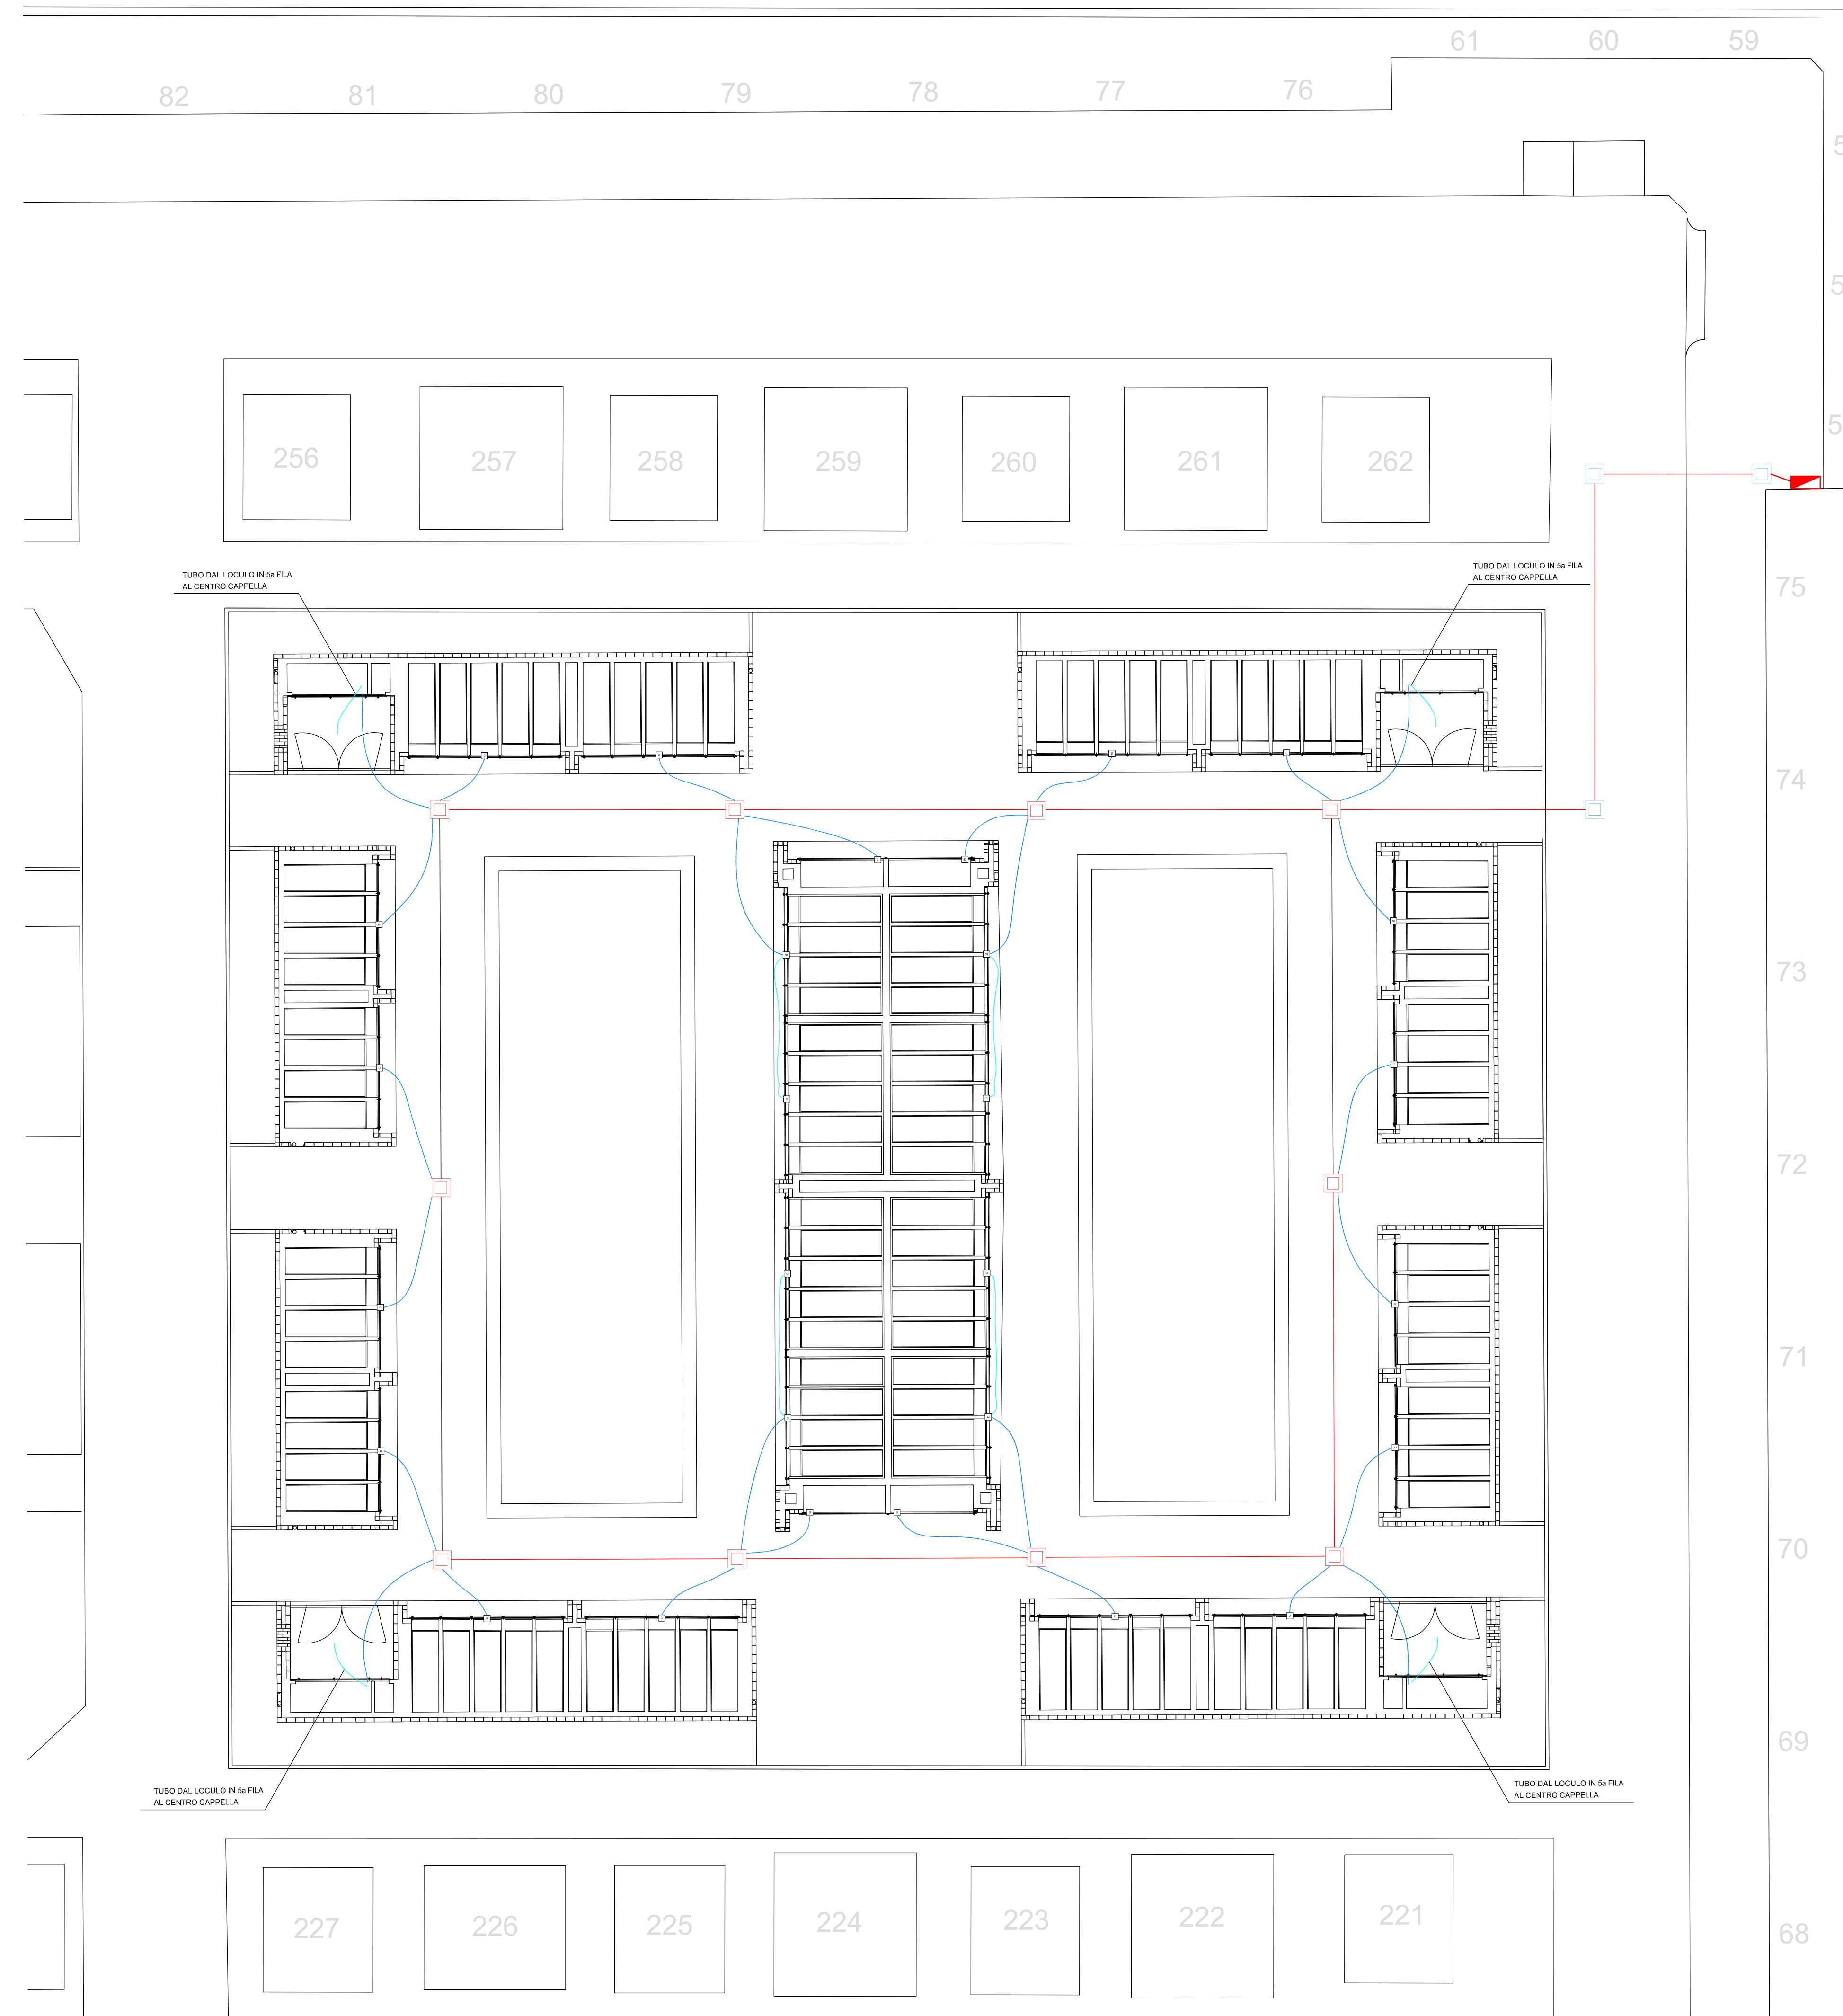 61 60 59
82 81 80 79 78 77 76
5
5
5
256 257 258 259 260 261 262
TUBO DAL LOCULO IN 5a FILA
AL CENTRO CAPPELLA
TUBO DAL LOCULO IN 5a FILA
AL CENTRO CAPPELLA
75
74
73
72
71
70
69
TUBO DAL LOCULO IN 5a FILA
AL CENTRO CAPPELLA
TUBO DAL LOCULO IN 5a FILA
AL CENTRO CAPPELLA
227 226 225 224 223 222 221
68